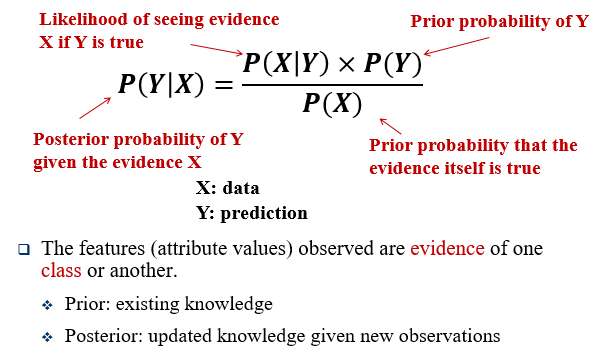 Likelihood of seeing evidence
X if Y is true
Prior probability of Y
P(Y|X) = P(X|Y) × P(Y) / P(X)
Posterior probability of Y
given the evidence X
Prior probability that the
evidence itself is true
X: data
Y: prediction
❑ The features (attribute values) observed are evidence of one
class or another.
❖ Prior: existing knowledge
❖ Posterior: updated knowledge given new observations